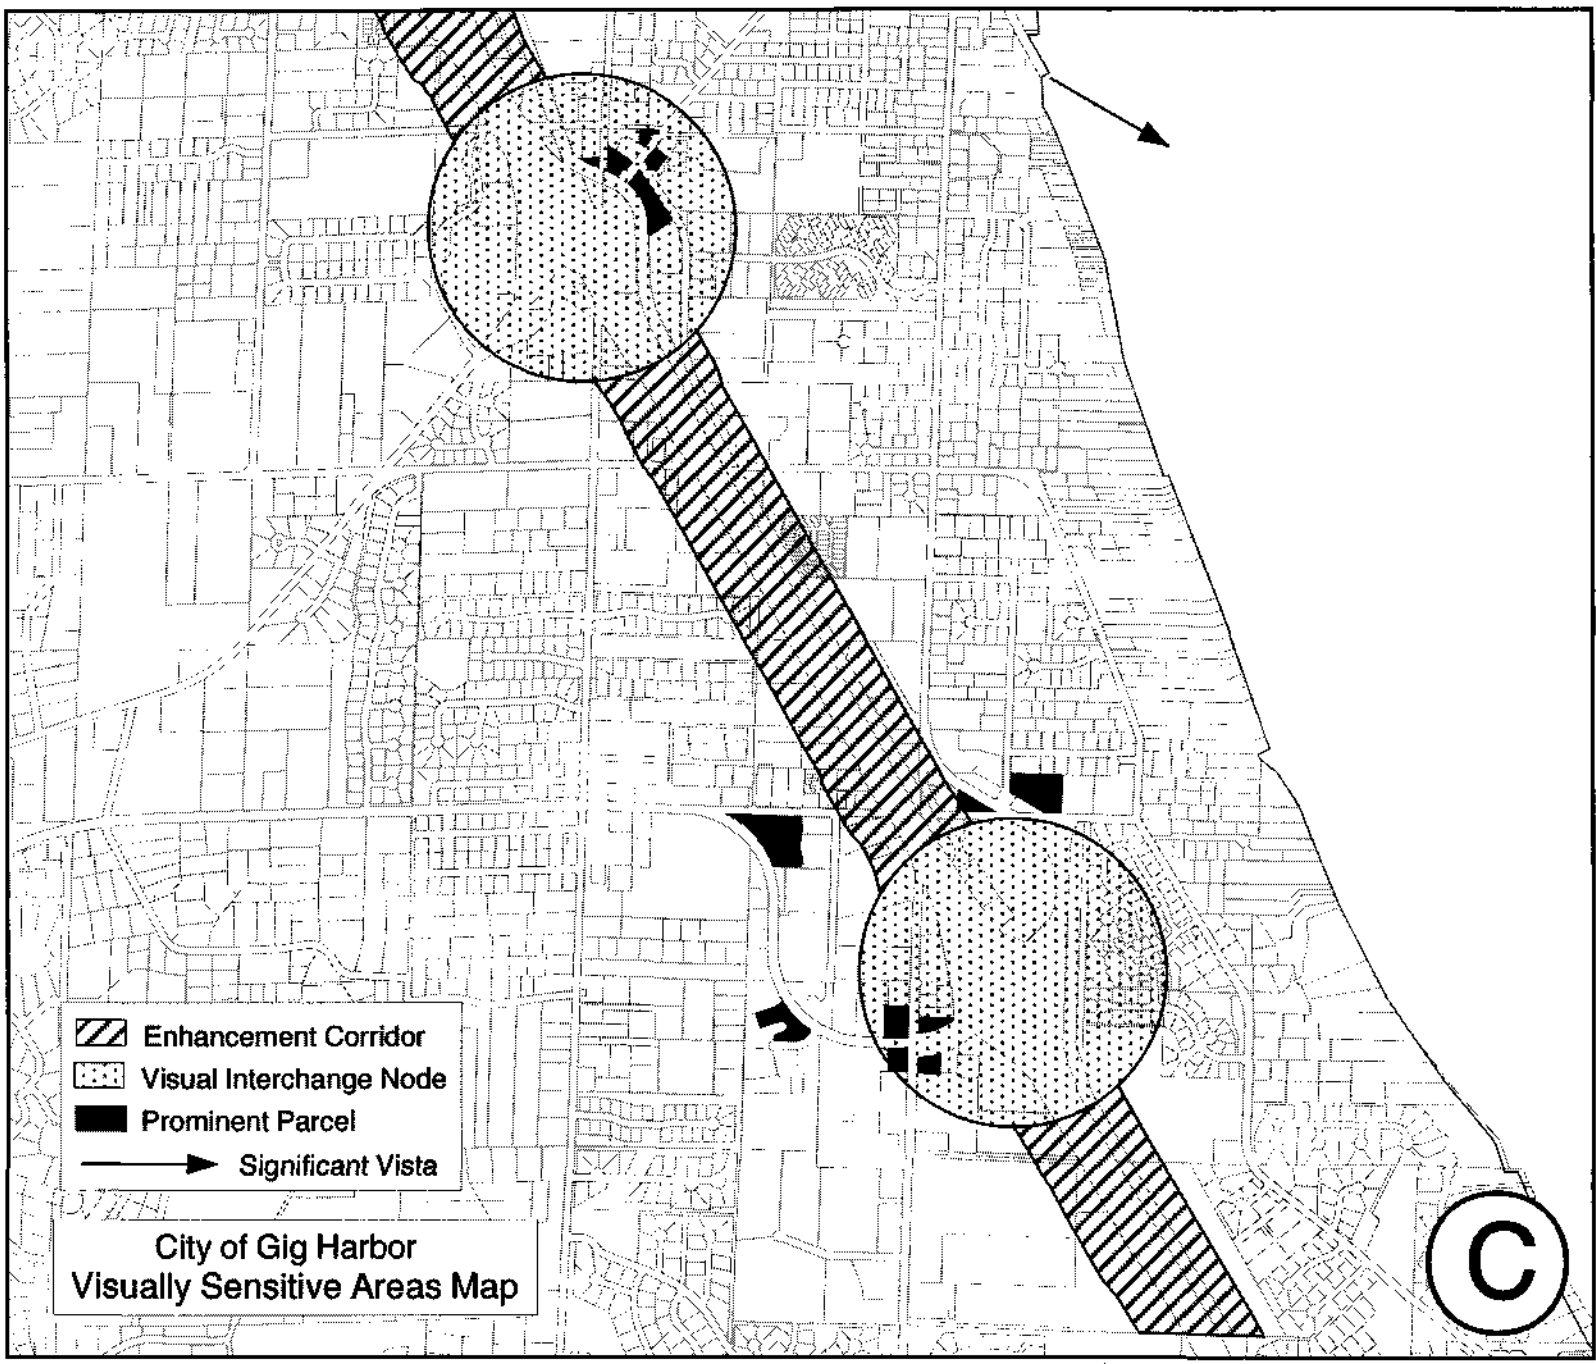 Enhancement Corridor
Visual Interchange Node
Prominent Parcel
Significant Vista
City of Gig Harbor
Visually Sensitive Areas Map
C